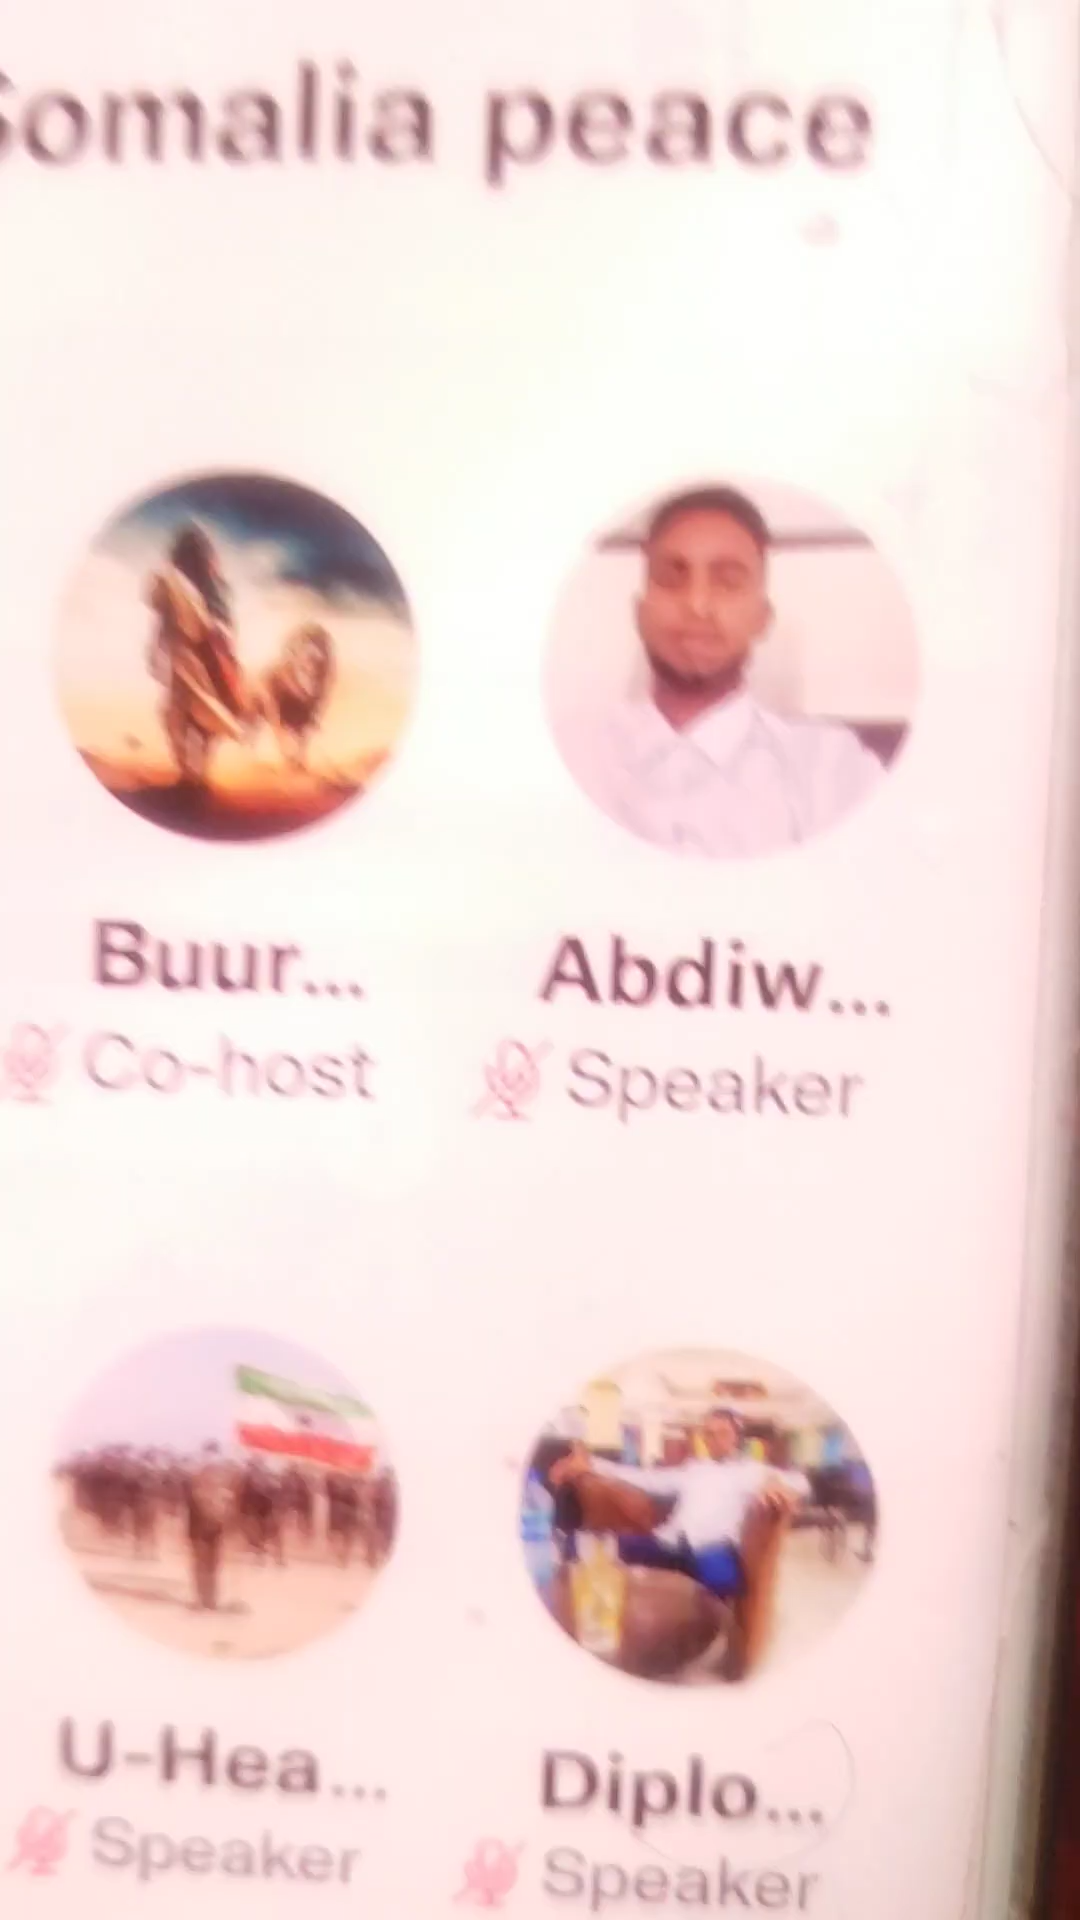 Somalia peace
Buur... Abdiw...
Co-host Speaker
U-Hea... Diplo...
Speaker Speaker